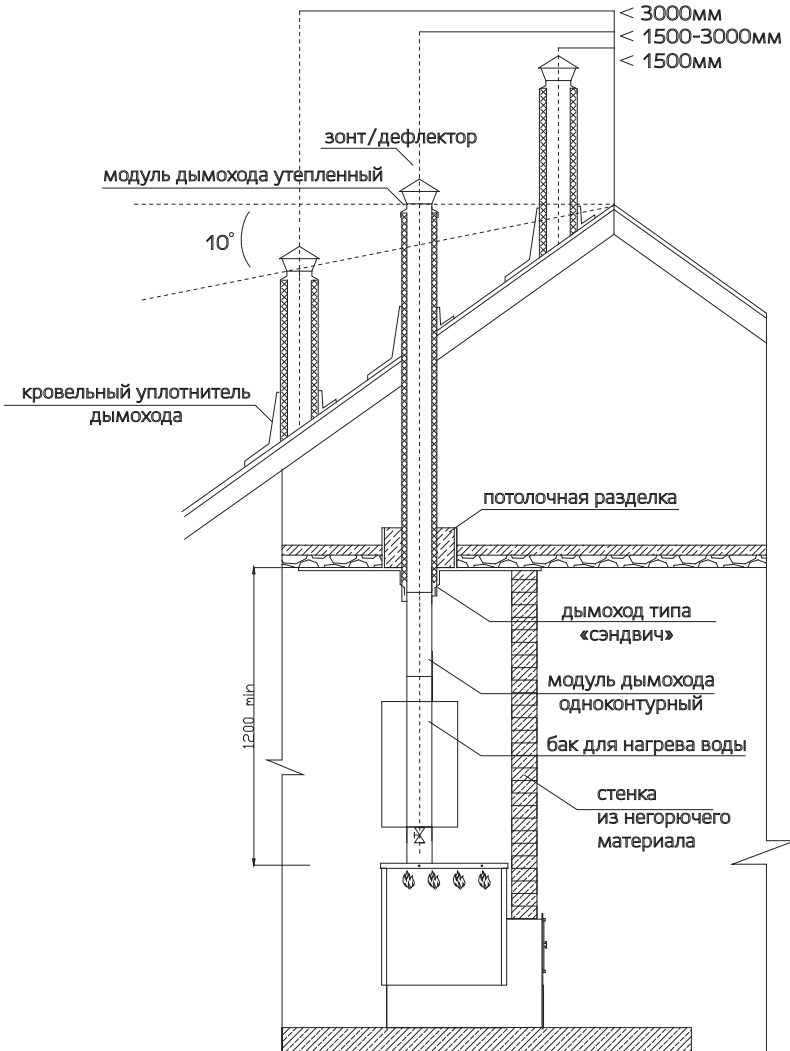 < 3000мм
< 1500-3000мм
< 1500мм
зонт/дефлектор
модуль дымохода утепленный
10°
кровельный уплотнитель
дымохода
потолочная разделка
дымоход типа
«сэндвич»
модуль дымохода
одноконтурный
1200 min
бак для нагрева воды
стенка
из негорючего
материала